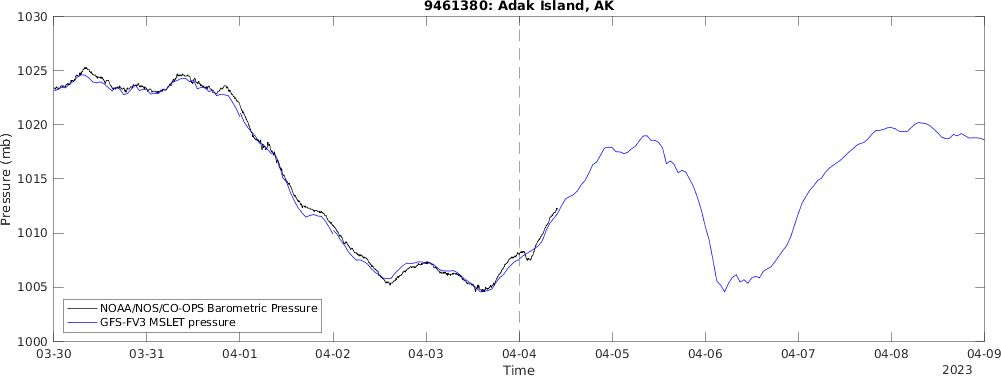 9461380: Adak Island, AK
Pressure (mb)
1030
1025
1020
1015
1010
1005
1000
NOAA/NOS/CO-OPS Barometric Pressure
GFS-FV3 MSLET pressure
03-30 03-31 04-01 04-02 04-03 04-04 04-05 04-06 04-07 04-08 04-09
Time
2023